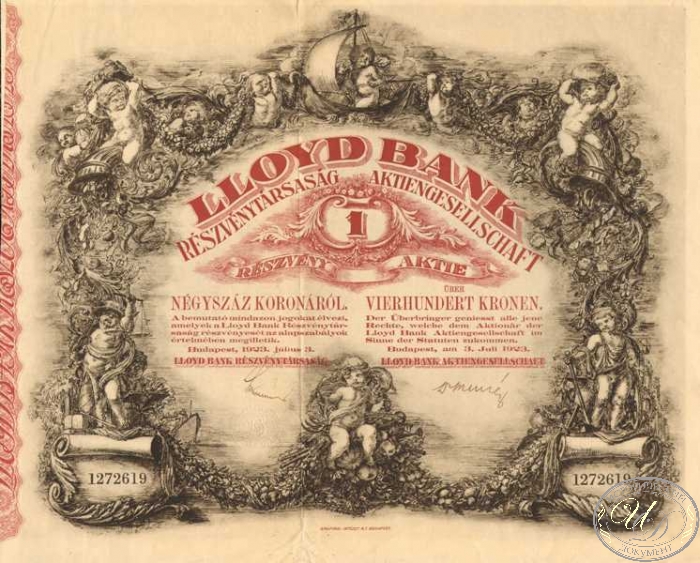 LLOYD BANK
RÉSZVÉNYTÁRSASÁG AKTIENGESELLSCHAFT
1
RÉSZVÉNY AKTIE
NÉGYSZÁZ KORONÁRÓL.
A bemutató mindazon jogokat élvezi,
amelyek a Lloyd Bank Részvénytár-
saság részvényesét az alapszabályok
értelmében megilletik.
Budapest, 1923. július 3.
LLOYD BANK RÉSZVÉNYTÁRSASÁG
ÜBER
VIERHUNDERT KRONEN.
Der Überbringer geniesst alle jene
Rechte, welche dem Aktionär der
Lloyd Bank Aktiengesellschaft im
Sinne der Statuten zukommen.
Budapest, am 3. Juli 1923.
LLOYD BANK AKTIENGESELLSCHAFT
1272619
1272619
И
ДОКУМЕНТ